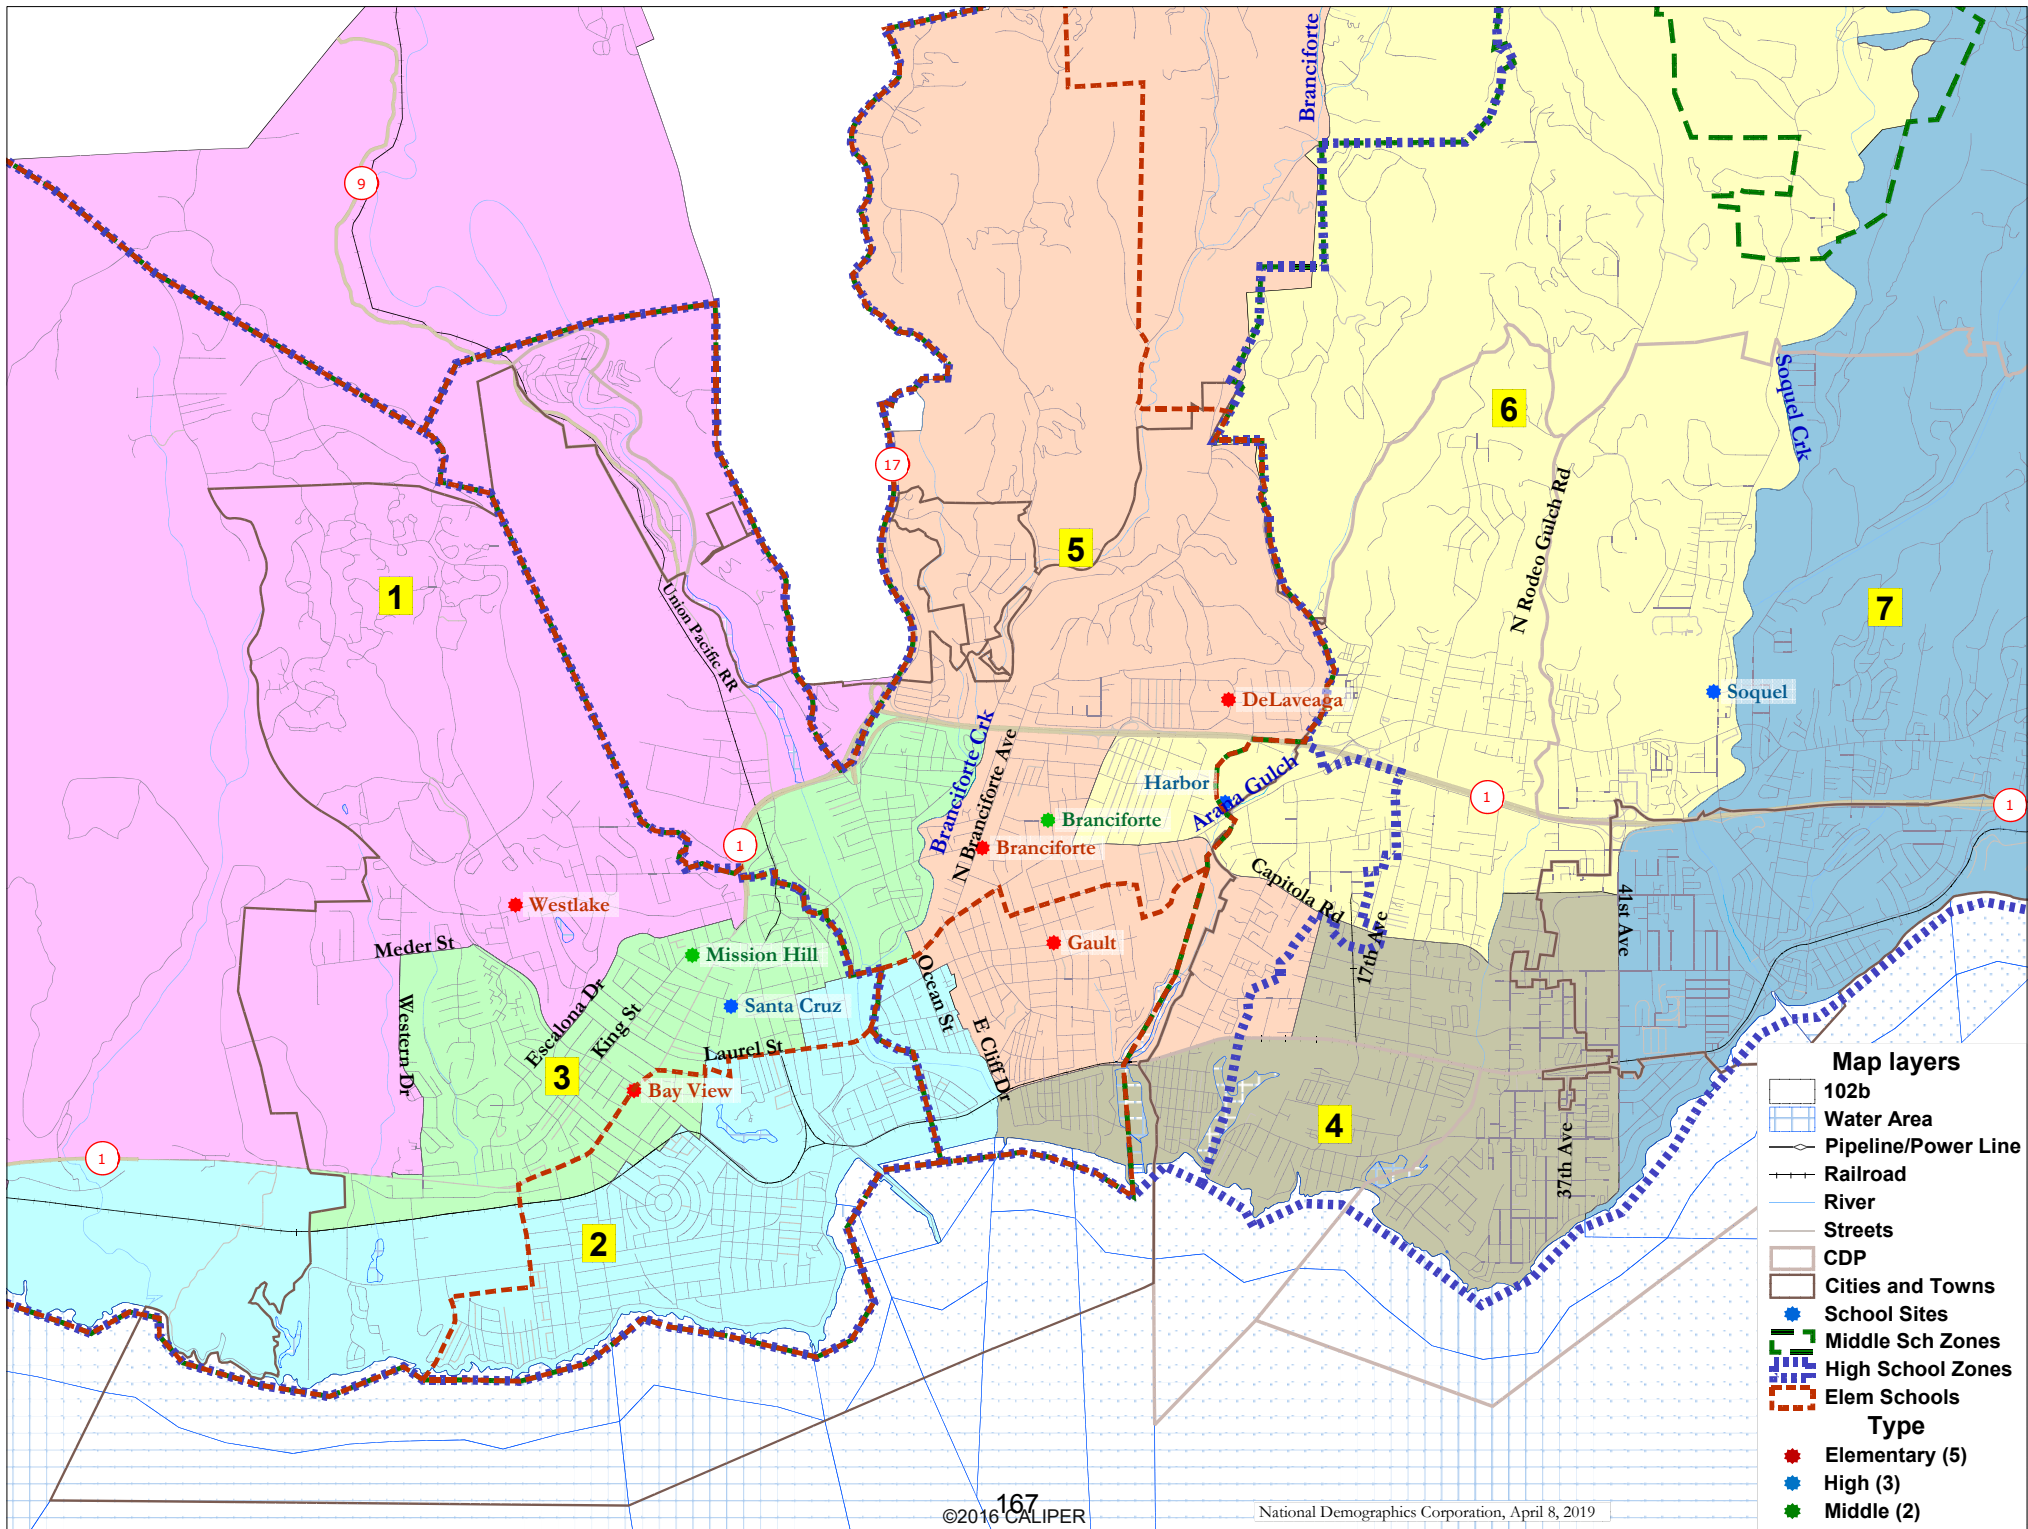 Branciforte
9
6
Soquel Crk
17
N Rodeo Gulch Rd
5
1
7
Union Pacific RR
DeLaveaga
Soquel
Branciforte Crk
N Branciforte Ave
Harbor
Arana Gulch
1
1
Branciforte
Branciforte
1
Capitola Rd
41st Ave
Westlake
17th Ave
Meder St
Mission Hill
Gault
Ocean St
Western Dr
Escalona Dr
King St
Santa Cruz
E Cliff Dr
Laurel St
3
Bay View
4
1
37th Ave
2
Map layers
102b
Water Area
Pipeline/Power Line
Railroad
River
Streets
CDP
Cities and Towns
School Sites
Middle Sch Zones
High School Zones
Elem Schools
Type
Elementary (5)
High (3)
Middle (2)
167
©2016 CALIPER
National Demographics Corporation, April 8, 2019